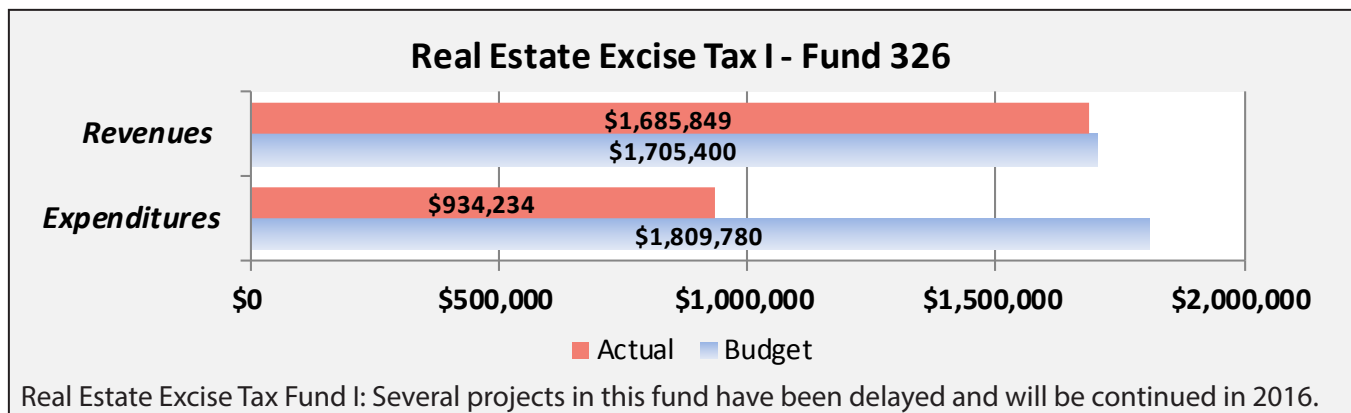 Real Estate Excise Tax I - Fund 326
Revenues
$1,685,849
$1,705,400
Expenditures
$934,234
$1,809,780
$0 $500,000 $1,000,000 $1,500,000 $2,000,000
Actual Budget
Real Estate Excise Tax Fund I: Several projects in this fund have been delayed and will be continued in 2016.